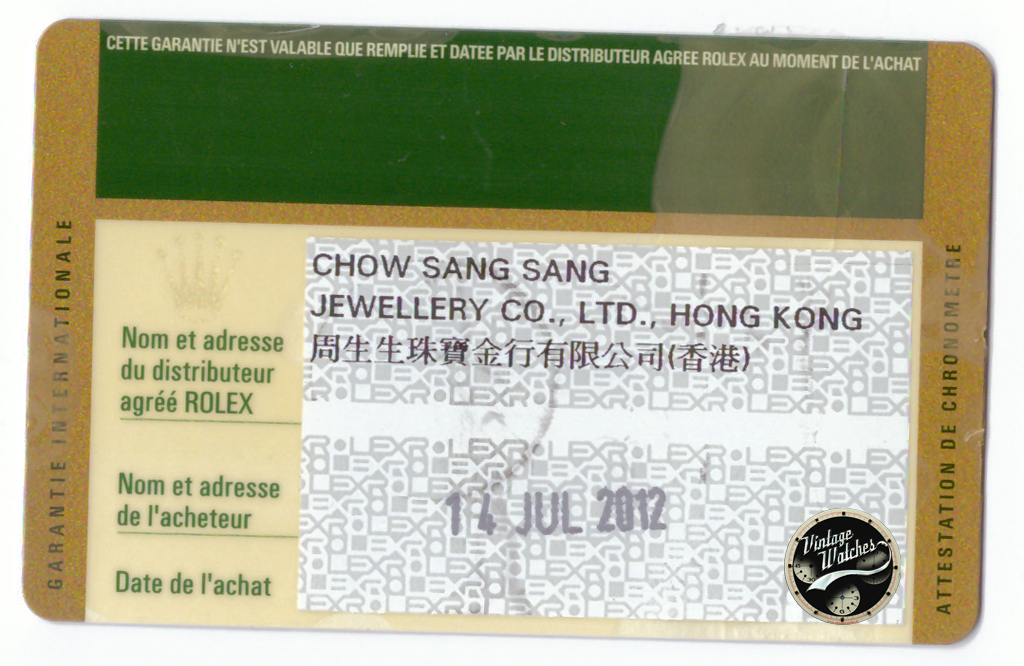 CETTE GARANTIE N'EST VALABLE QUE REMPLIE ET DATEE PAR LE DISTRIBUTEUR AGREE ROLEX AU MOMENT DE L'ACHAT
GARANTIE INTERNATIONALE
Nom et adresse
du distributeur
agréé ROLEX
CHOW SANG SANG
JEWELLERY CO., LTD., HONG KONG
周生生珠寶金行有限公司(香港)
Nom et adresse
de l'acheteur
14 JUL 2012
Date de l'achat
Vintage
Watches
ATTESTATION DE CHRONOMETRE